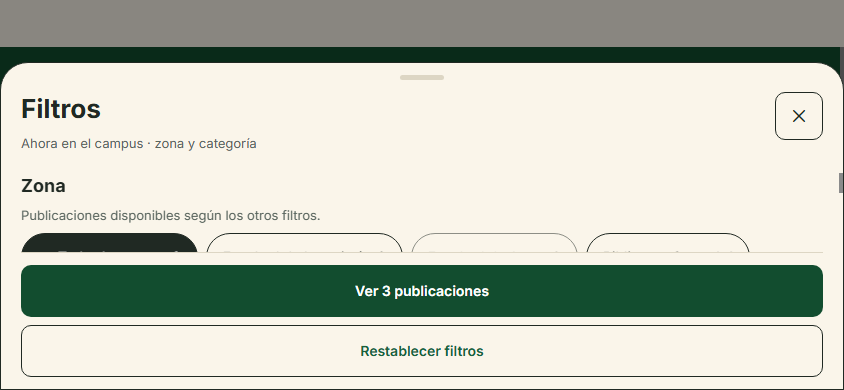 Filtros
Ahora en el campus · zona y categoría
Zona
Publicaciones disponibles según los otros filtros.
Ver 3 publicaciones
Restablecer filtros